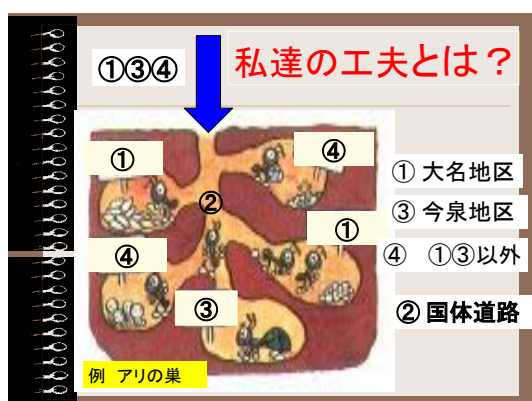 ①③④
私達の工夫とは？
①
④
②
①
④
③
例 アリの巣
① 大名地区
③ 今泉地区
④ ①③以外
② 国体道路